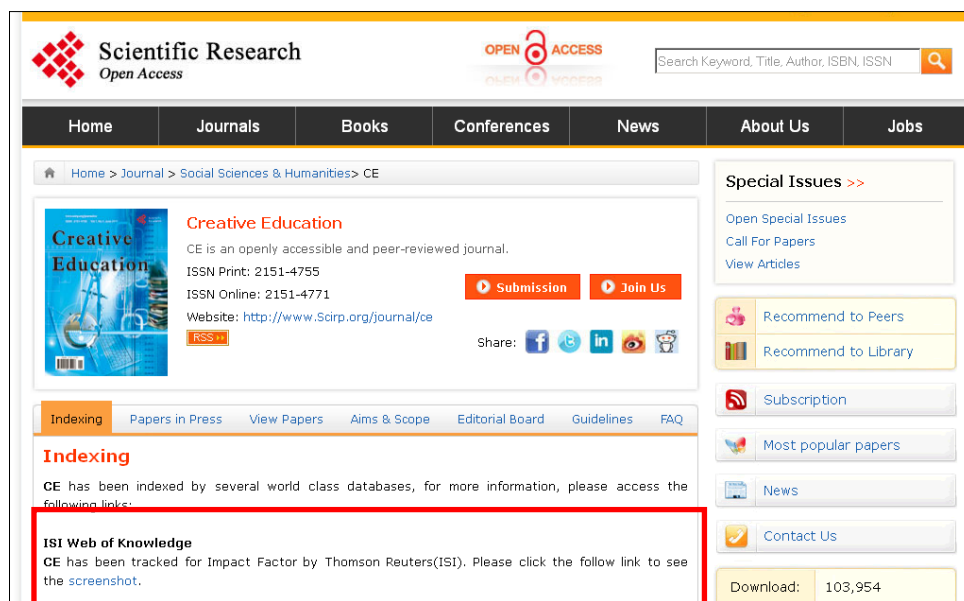 Scientific Research
Open Access
OPEN ACCESS
Search Keyword, Title, Author, ISBN, ISSN
Home Journals Books Conferences News About Us Jobs
Home > Journal > Social Sciences & Humanities> CE
Creative
Education
Creative Education
CE is an openly accessible and peer-reviewed journal.
ISSN Print: 2151-4755
ISSN Online: 2151-4771
Website: http://www.Scirp.org/journal/ce
RSS
Submission
Join Us
Share:
Special Issues >>
Open Special Issues
Call For Papers
View Articles
Recommend to Peers
Recommend to Library
Subscription
Most popular papers
News
Contact Us
Download: 103,954
Indexing Papers in Press View Papers Aims & Scope Editorial Board Guidelines FAQ
Indexing
CE has been indexed by several world class databases, for more information, please access the
following links:
ISI Web of Knowledge
CE has been tracked for Impact Factor by Thomson Reuters(ISI). Please click the follow link to see
the screenshot.